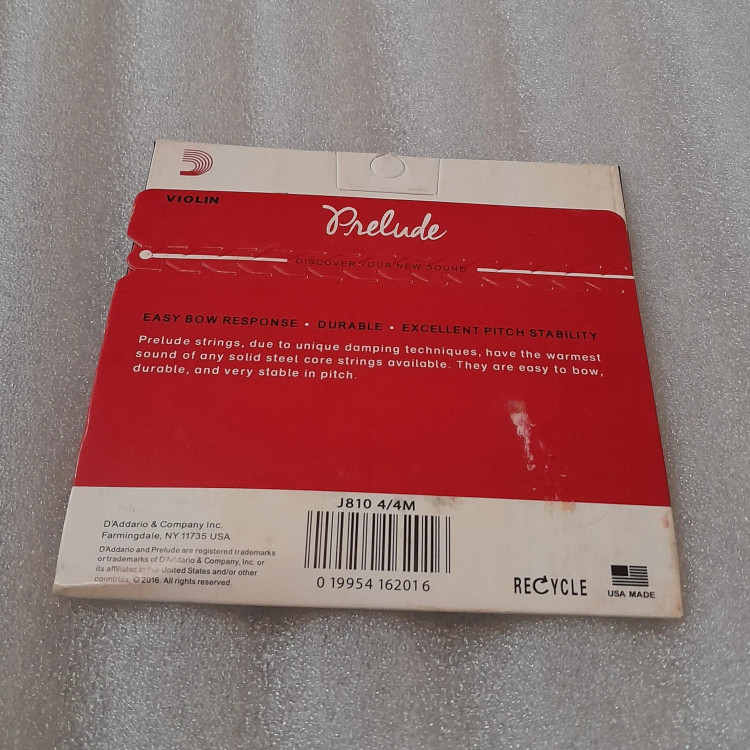 VIOLIN
Prelude
DISCOVER YOUR NEW SOUND
EASY BOW RESPONSE • DURABLE • EXCELLENT PITCH STABILITY
Prelude strings, due to unique damping techniques, have the warmest
sound of any solid steel core strings available. They are easy to bow,
durable, and very stable in pitch.
J810 4/4M
D'Addario & Company Inc.
Farmingdale, NY 11735 USA
D'Addario and Prelude are registered trademarks
or trademarks of D'Addario & Company, Inc. or
its affiliates in the United States and/or other
countries. © 2016. All rights reserved.
0 19954 16201 6
RECYCLE
USA MADE